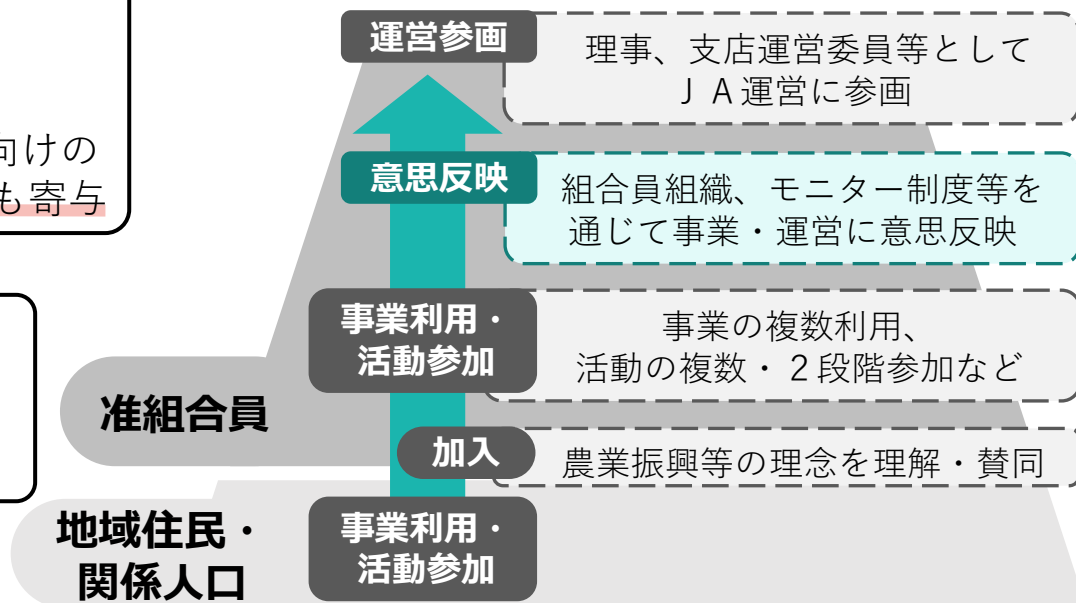 向けの
も寄与
運営参画
理事、支店運営委員等として
ＪＡ運営に参画
意思反映
組合員組織、モニター制度等を
通じて事業・運営に意思反映
事業利用・
活動参加
事業の複数利用、
活動の複数・２段階参加など
准組合員
加入
農業振興等の理念を理解・賛同
地域住民・
関係人口
事業利用・
活動参加